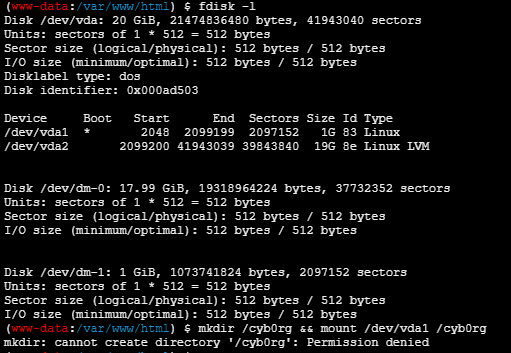 (www-data:/var/www/html) $ fdisk -l
Disk /dev/vda: 20 GiB, 21474836480 bytes, 41943040 sectors
Units: sectors of 1 * 512 = 512 bytes
Sector size (logical/physical): 512 bytes / 512 bytes
I/O size (minimum/optimal): 512 bytes / 512 bytes
Disklabel type: dos
Disk identifier: 0x000ad503
Device     Boot   Start      End  Sectors Size Id Type
/dev/vda1  *       2048  2099199  2097152   1G 83 Linux
/dev/vda2       2099200 41943039 39843840  19G 8e Linux LVM
Disk /dev/dm-0: 17.99 GiB, 19318964224 bytes, 37732352 sectors
Units: sectors of 1 * 512 = 512 bytes
Sector size (logical/physical): 512 bytes / 512 bytes
I/O size (minimum/optimal): 512 bytes / 512 bytes
Disk /dev/dm-1: 1 GiB, 1073741824 bytes, 2097152 sectors
Units: sectors of 1 * 512 = 512 bytes
Sector size (logical/physical): 512 bytes / 512 bytes
I/O size (minimum/optimal): 512 bytes / 512 bytes
(www-data:/var/www/html) $ mkdir /cyb0rg && mount /dev/vda1 /cyb0rg
mkdir: cannot create directory '/cyb0rg': Permission denied
(www-data:/var/www/html) $